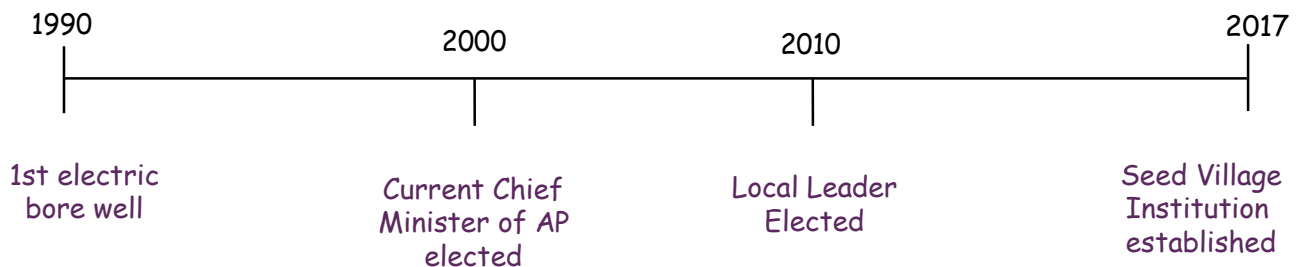 1990
2000
2010
2017
1st electric
bore well
Current Chief
Minister of AP
elected
Local Leader
Elected
Seed Village
Institution
established